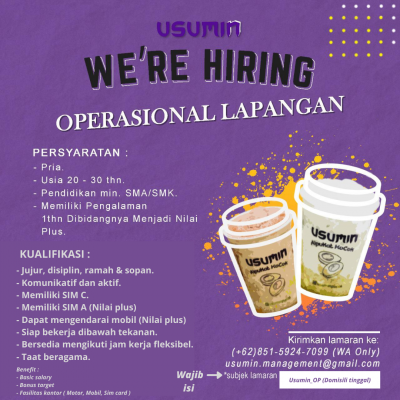 USUMIN
WE'RE HIRING
OPERASIONAL LAPANGAN
PERSYARATAN :
- Pria.
- Usia 20 - 30 thn.
- Pendidikan min. SMA/SMK.
- Memiliki Pengalaman
1thn Dibidangnya Menjadi Nilai
Plus.
KUALIFIKASI :
- Jujur, disiplin, ramah & sopan.
- Komunikatif dan aktif.
- Memiliki SIM C.
- Memiliki SIM A (Nilai plus)
- Dapat mengendarai mobil (Nilai plus)
- Siap bekerja dibawah tekanan.
- Bersedia mengikuti jam kerja fleksibel.
- Taat beragama.
Benefit :
- Basic salary
- Bonus target
- Fasilitas kantor ( Motor, Mobil, Sim card )
USUMIN
USUMIN
Kirimkan lamaran ke:
(+62)851-5924-7099 (WA Only)
usumin.management@gmail.com
Wajib
isi
*subjek lamaran
Usumin_OP (Domisili tinggal)